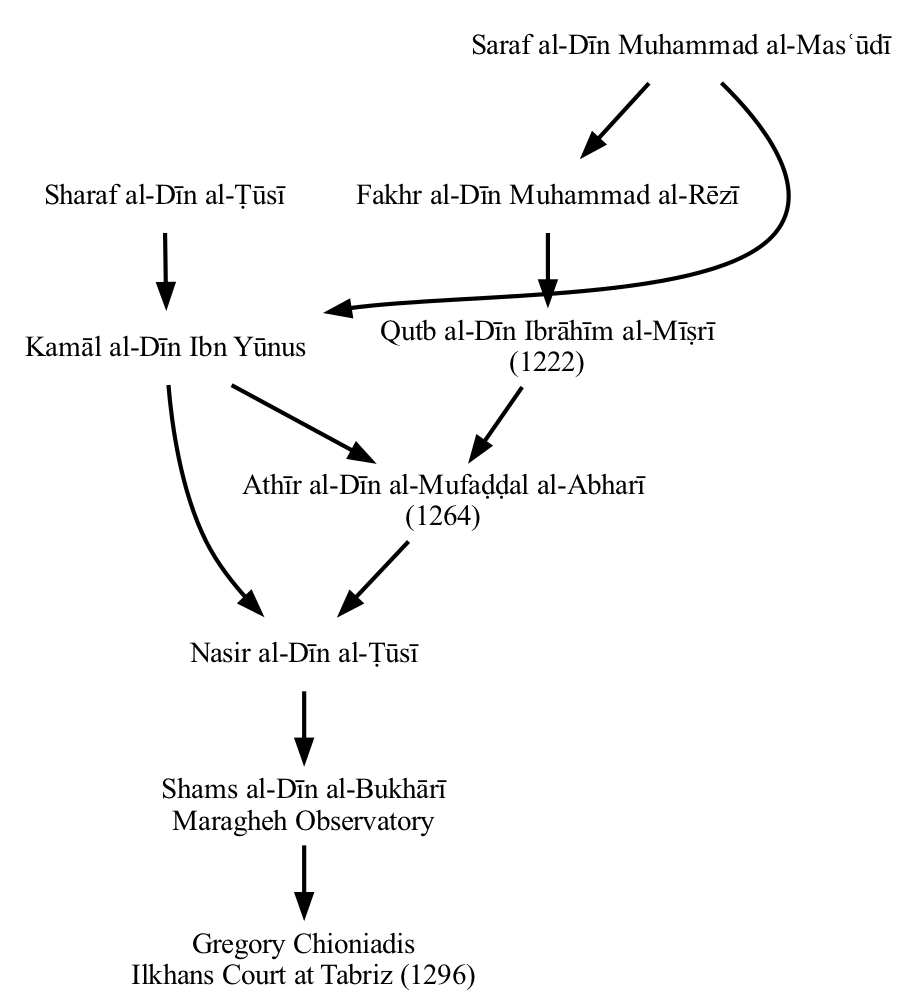 Saraf al-Dīn Muhammad al-Masʿūdī
Sharaf al-Dīn al-Ṭūsī
Fakhr al-Dīn Muhammad al-Rēzī
Kamāl al-Dīn Ibn Yūnus
Qutb al-Dīn Ibrāhīm al-Mīṣrī
(1222)
Athīr al-Dīn al-Mufaḍḍal al-Abharī
(1264)
Nasir al-Dīn al-Ṭūsī
Shams al-Dīn al-Bukhārī
Maragheh Observatory
Gregory Chioniadis
Ilkhans Court at Tabriz (1296)